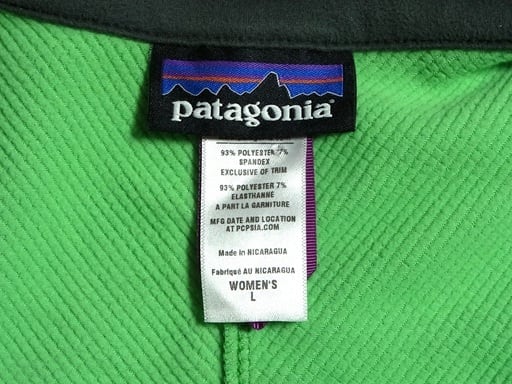 patagonia®
93% POLYESTER 7%
SPANDEX
EXCLUSIVE OF TRIM
93% POLYESTER 7%
ELASTHANNE
A PART LA GARNITURE
MFG DATE AND LOCATION
AT PCPSIA.COM
Made in NICARAGUA
Fabriqué AU NICARAGUA
WOMEN'S
L